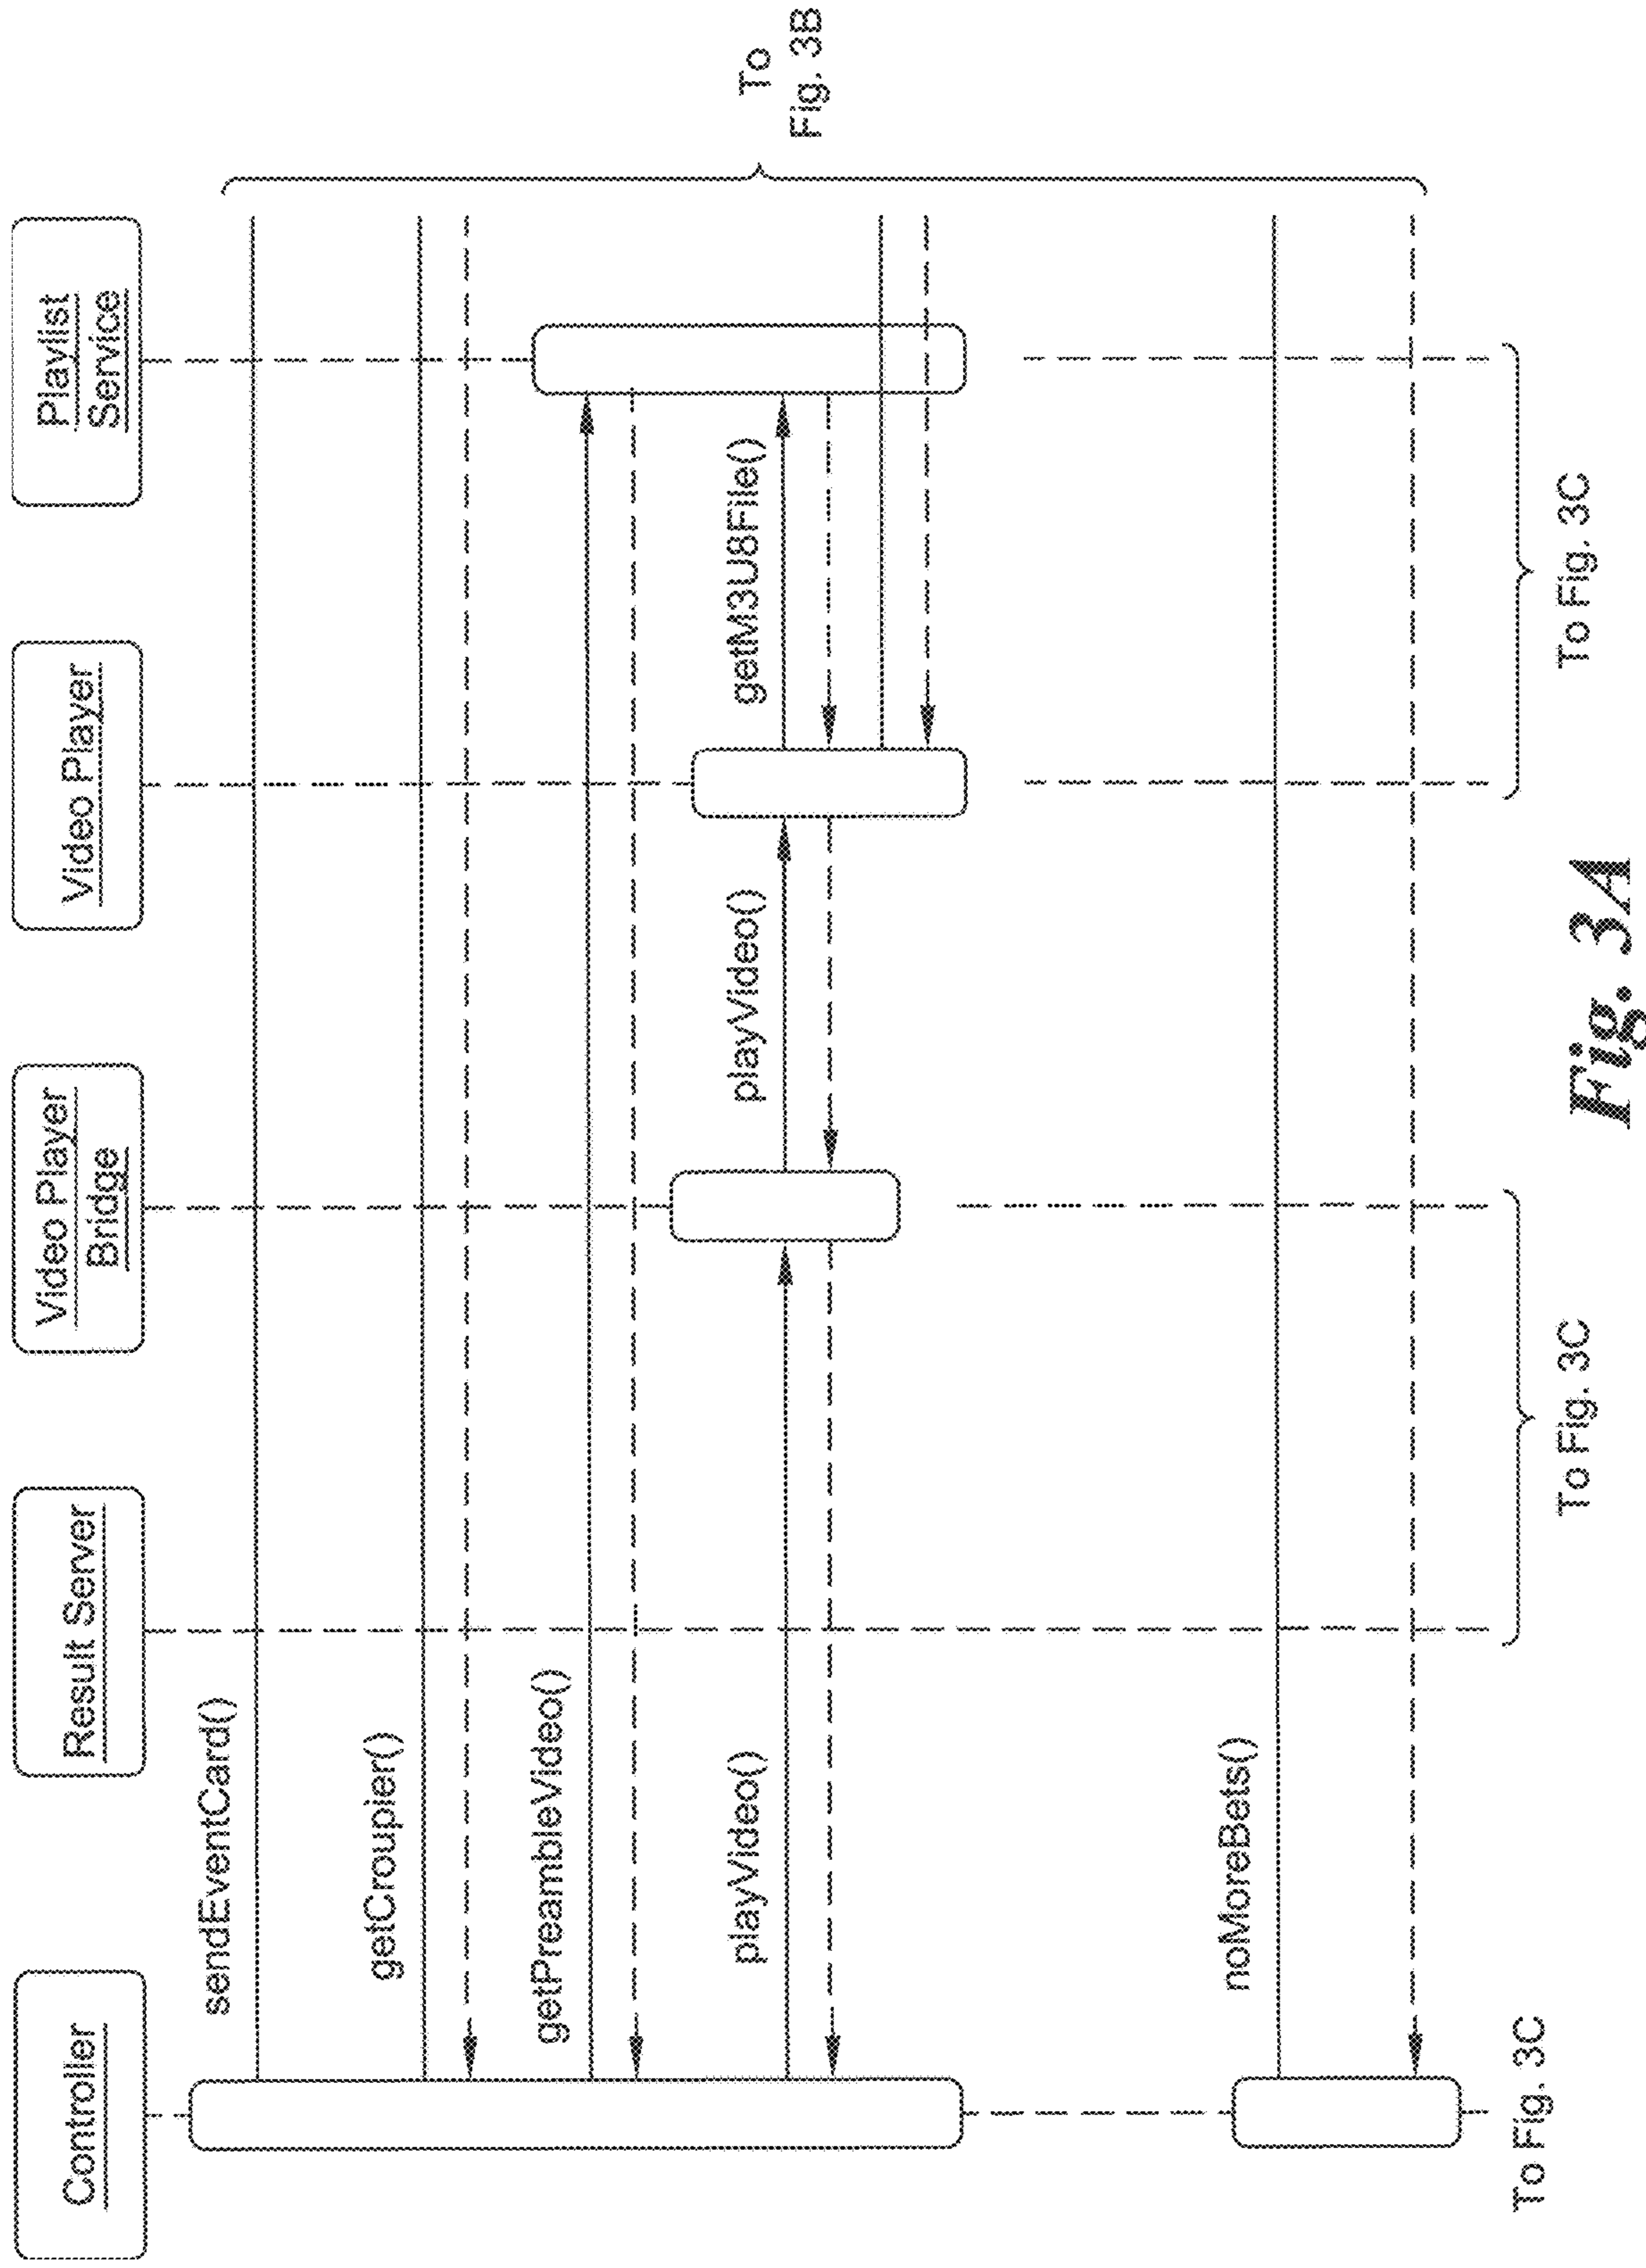 Controller
Result Server
Video Player
Bridge
Video Player
Playlist
Service
sendEventCard()
getCroupier()
getPreambleVideo()
playVideo()
playVideo()
getM3U8File()
noMoreBets()
To
Fig. 3B
To Fig. 3C
To Fig. 3C
To Fig. 3C
Fig. 3A